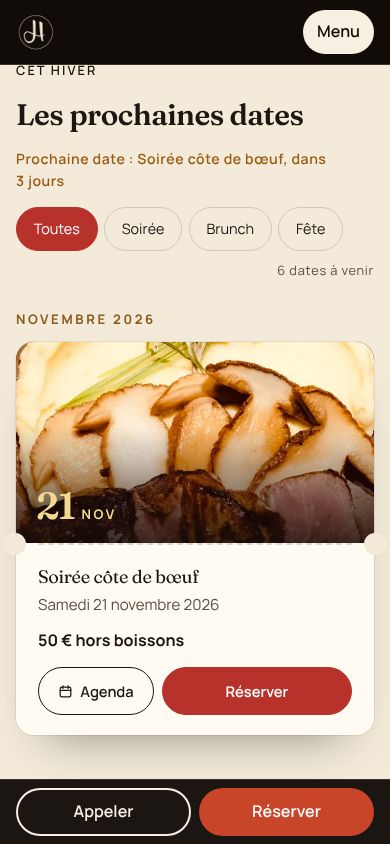 Menu
CET HIVER
Les prochaines dates
Prochaine date : Soirée côte de bœuf, dans
3 jours
Toutes
Soirée
Brunch
Fête
6 dates à venir
NOVEMBRE 2026
21 NOV
Soirée côte de bœuf
Samedi 21 novembre 2026
50 € hors boissons
Agenda
Réserver
Appeler
Réserver